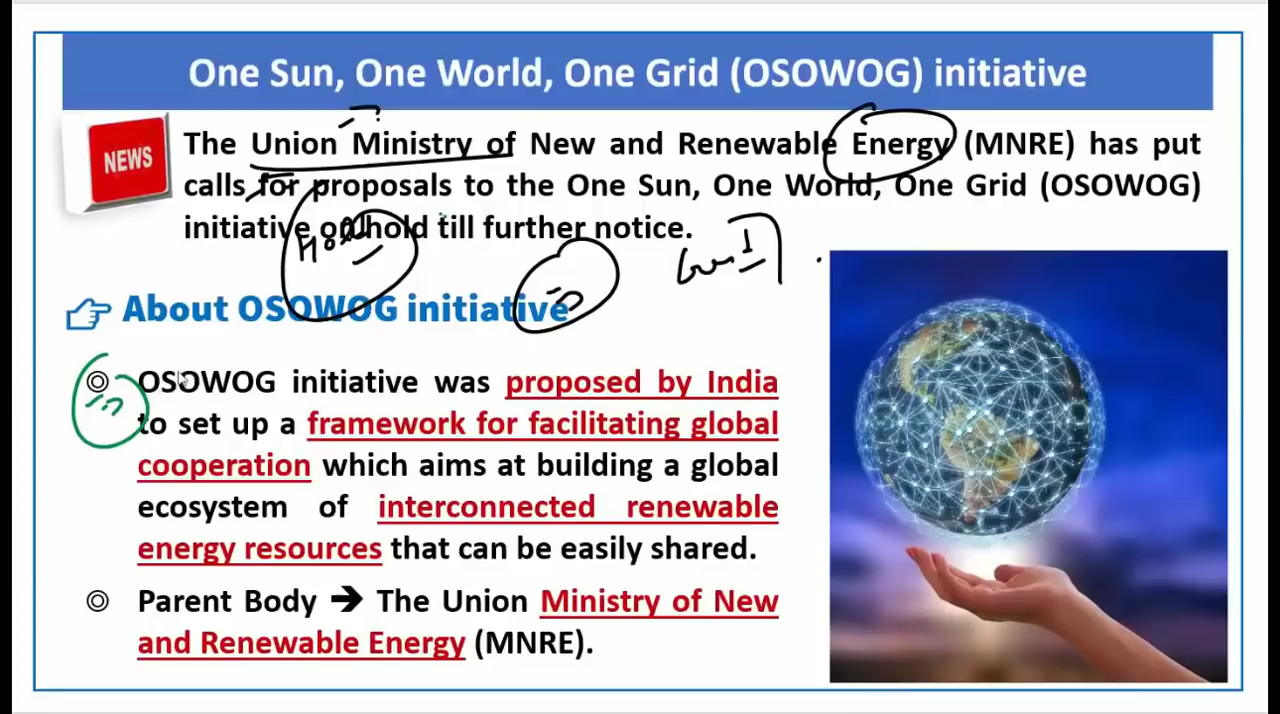 One Sun, One World, One Grid (OSOWOG) initiative
NEWS
The Union Ministry of New and Renewable Energy (MNRE) has put
calls for proposals to the One Sun, One World, One Grid (OSOWOG)
initiative on hold till further notice.
Hold
About OSOWOG initiative
OSOWOG initiative was proposed by India
to set up a framework for facilitating global
cooperation which aims at building a global
ecosystem of interconnected renewable
energy resources that can be easily shared.
Parent Body ➔ The Union Ministry of New
and Renewable Energy (MNRE).